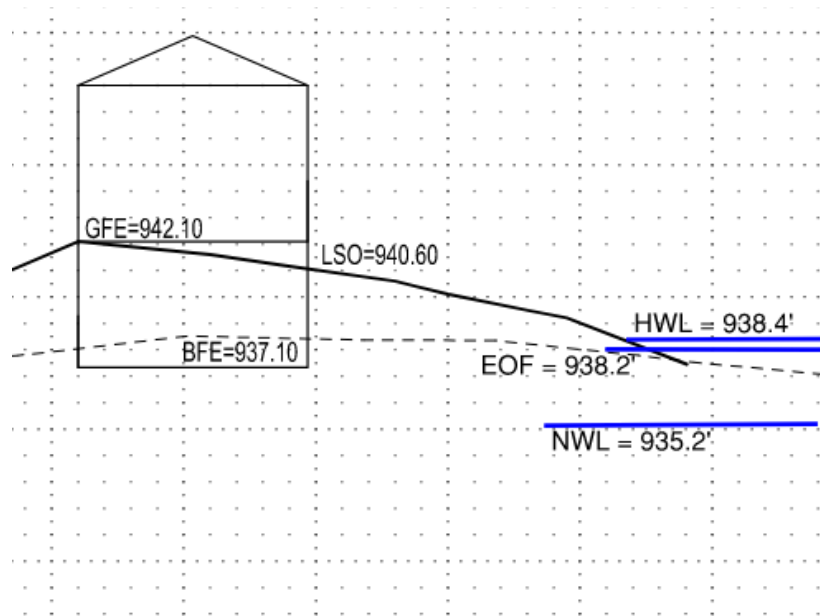 GFE=942.10
LSO=940.60
HWL = 938.4'
BFE=937.10
EOF = 938.2'
NWL = 935.2'